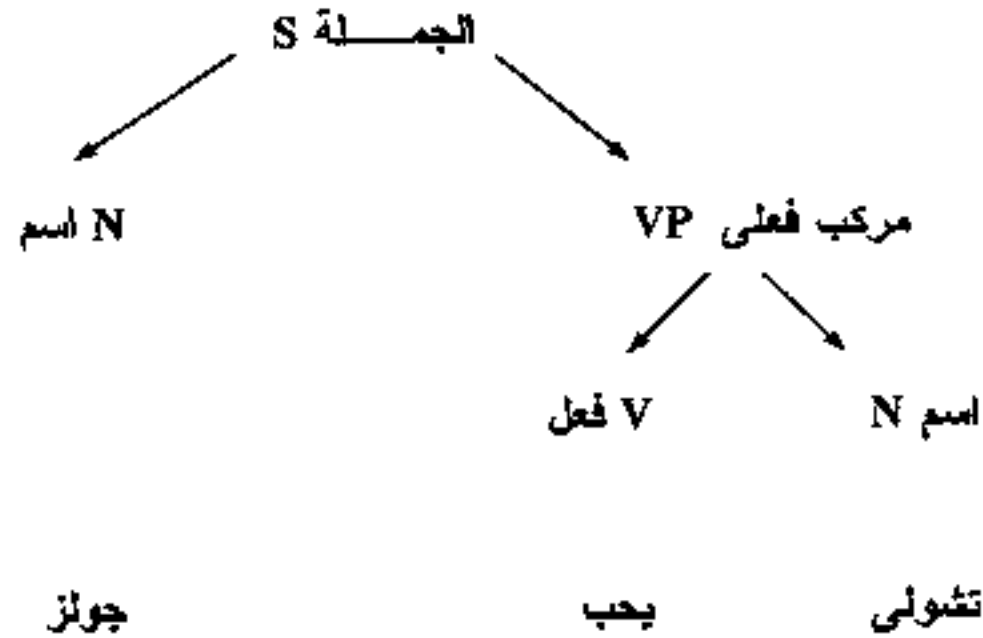 الجملة S
N اسم
مركب فعلى VP
V فعل
اسم N
جولز
يحب
تشولى